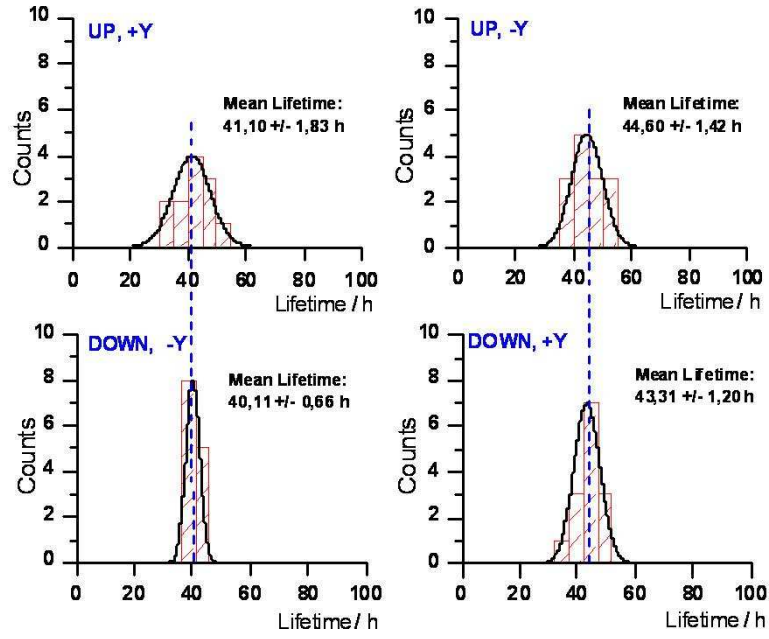 UP, +Y
Mean Lifetime:
41,10 +/- 1,83 h
Counts
10
8
6
4
2
0
0 20 40 60 80 100
Lifetime / h
UP, -Y
Mean Lifetime:
44,60 +/- 1,42 h
Counts
10
8
6
4
2
0
0 20 40 60 80 100
Lifetime / h
DOWN, -Y
Mean Lifetime:
40,11 +/- 0,66 h
Counts
10
8
6
4
2
0
0 20 40 60 80 100
Lifetime / h
DOWN, +Y
Mean Lifetime:
43,31 +/- 1,20 h
Counts
10
8
6
4
2
0
0 20 40 60 80 100
Lifetime / h